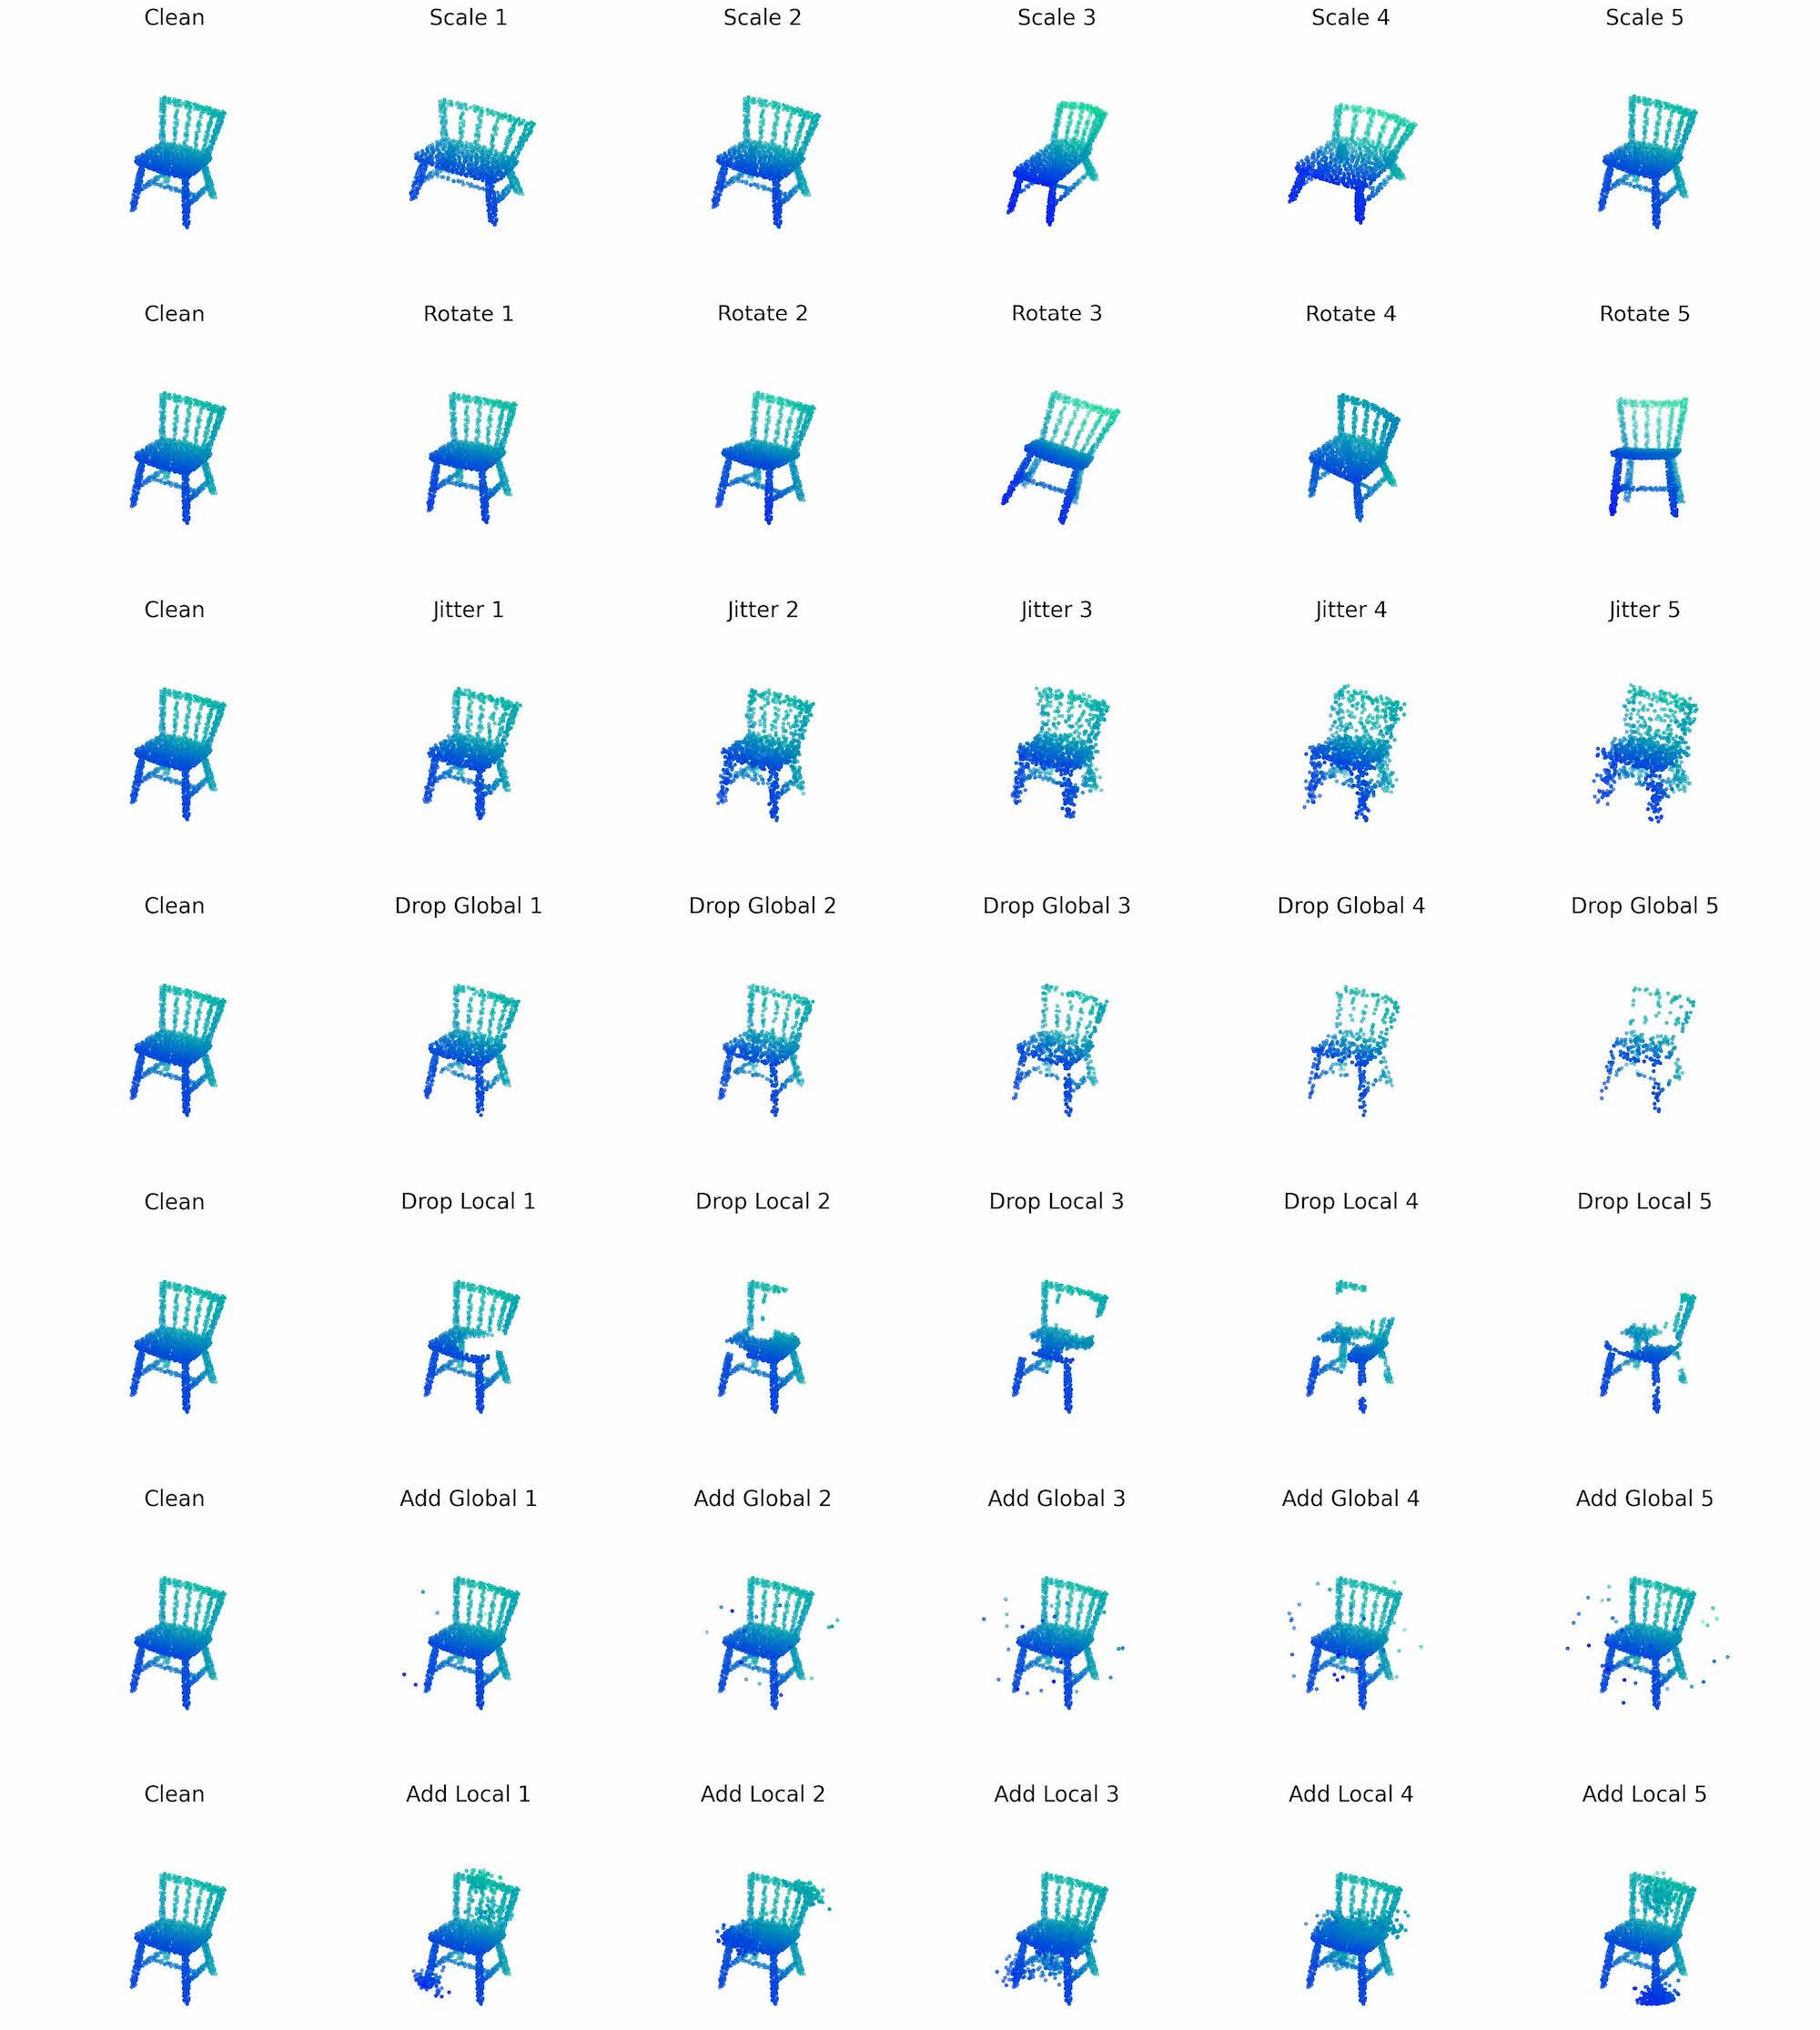 Clean Scale 1 Scale 2 Scale 3 Scale 4 Scale 5
Clean Rotate 1 Rotate 2 Rotate 3 Rotate 4 Rotate 5
Clean Jitter 1 Jitter 2 Jitter 3 Jitter 4 Jitter 5
Clean Drop Global 1 Drop Global 2 Drop Global 3 Drop Global 4 Drop Global 5
Clean Drop Local 1 Drop Local 2 Drop Local 3 Drop Local 4 Drop Local 5
Clean Add Global 1 Add Global 2 Add Global 3 Add Global 4 Add Global 5
Clean Add Local 1 Add Local 2 Add Local 3 Add Local 4 Add Local 5